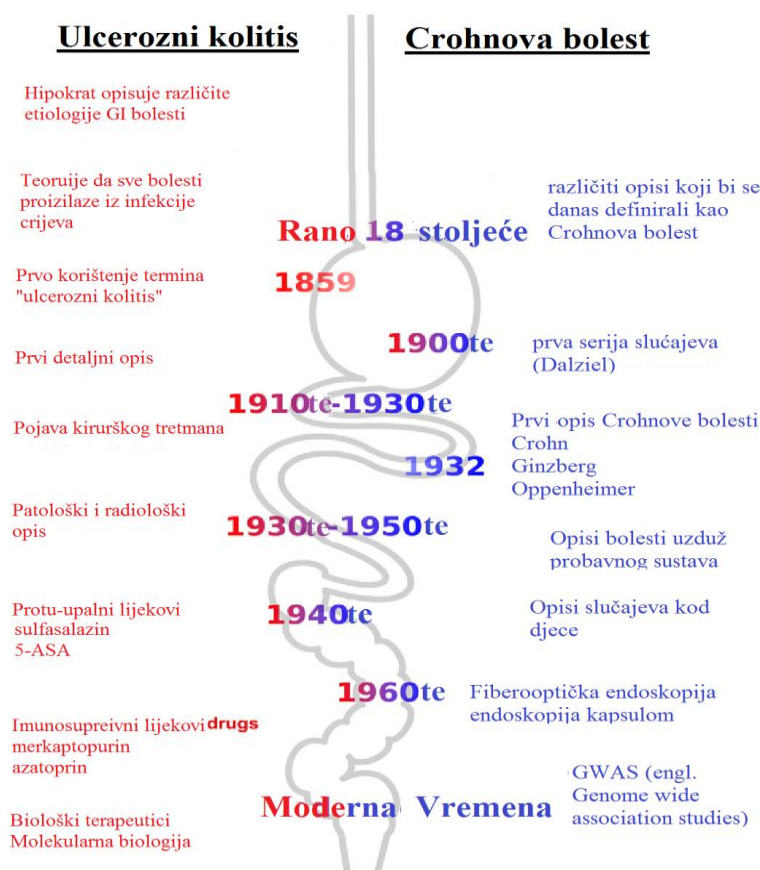 Ulcerozni kolitis
Crohnova bolest
Hipokrat opisuje različite
etiologije GI bolesti
Teoruije da sve bolesti
proizilaze iz infekcije
crijeva
Rano 18 stoljeće
različiti opisi koji bi se
danas definirali kao
Crohnova bolest
Prvo korištenje termina
"ulcerozni kolitis"
1859
Prvi detaljni opis
1900te
prva serija slućajeva
(Dalziel)
1910te-1930te
Pojava kirurškog tretmana
Prvi opis Crohnove bolesti
Crohn
Ginzberg
Oppenheimer
1932
Patološki i radiološki
opis
1930te-1950te
Opisi bolesti uzduž
probavnog sustava
Protu-upalni lijekovi
sulfasalazin
5-ASA
1940te
Opisi slučajeva kod
djece
1960te
Fiberooptička endoskopija
endoskopija kapsulom
Imunosupreivni lijekovi drugs
merkaptopurin
azatoprin
GWAS (engl.
Genome wide
association studies)
Moderna Vremena
Biološki terapeutici
Molekularna biologija